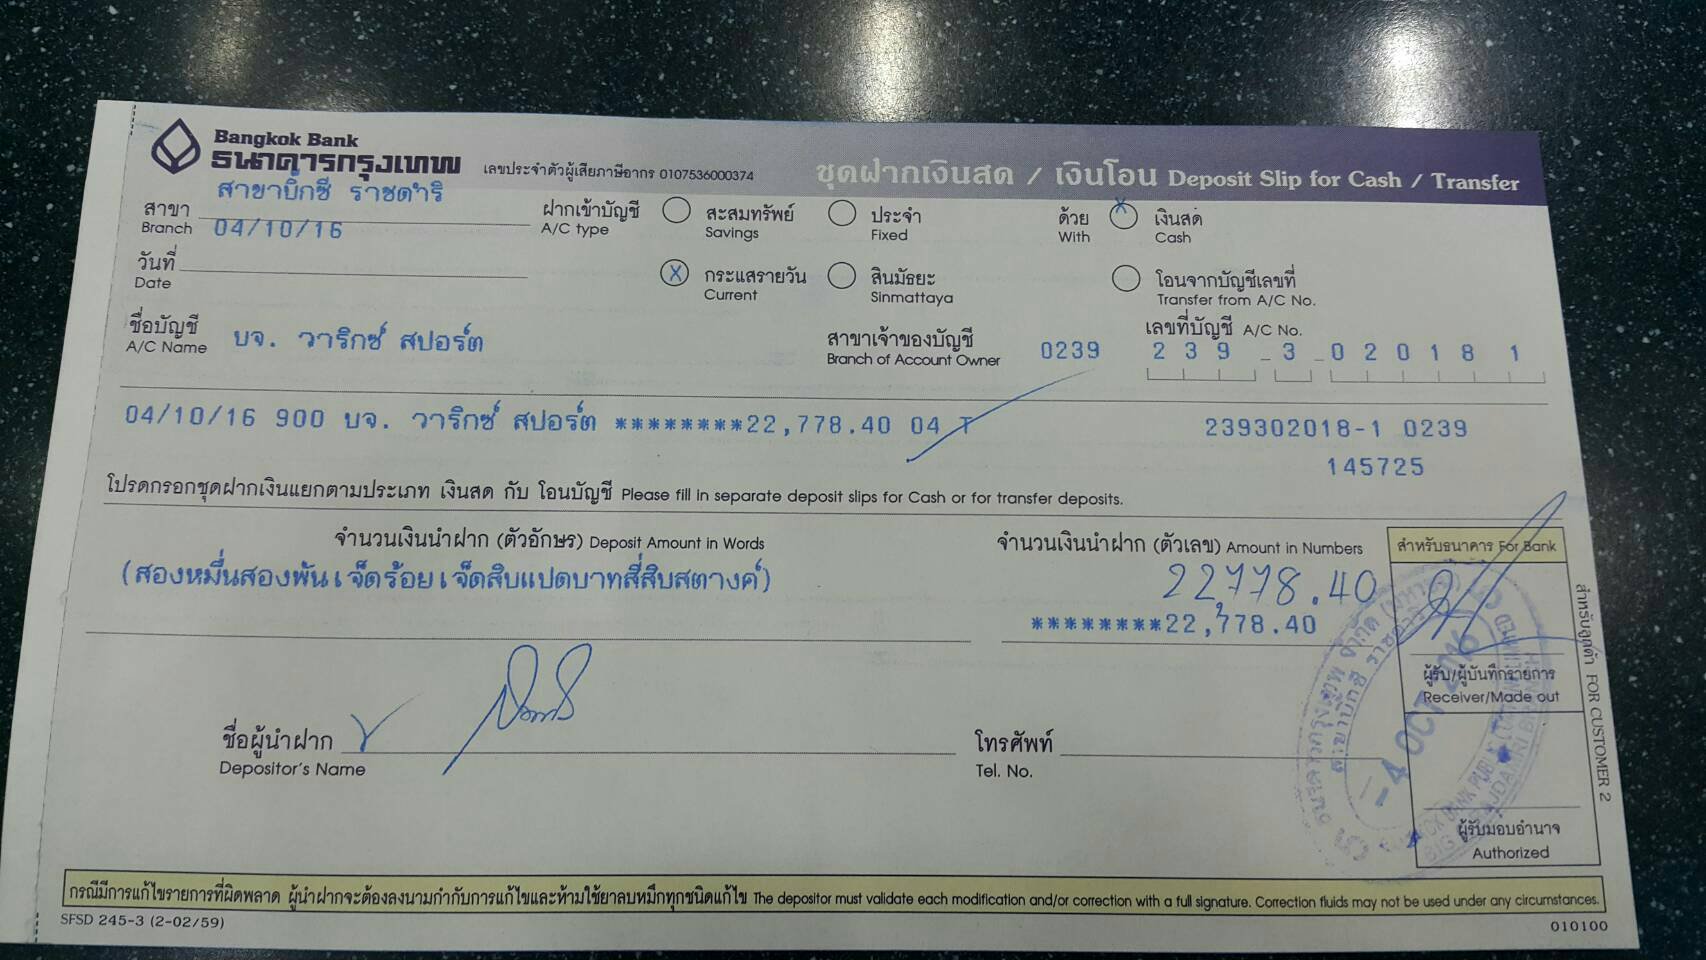 Bangkok Bank
ธนาคารกรุงเทพ
เลขประจำตัวผู้เสียภาษีอากร 0107536000374
ชุดฝากเงินสด / เงินโอน Deposit Slip for Cash / Transfer
สาขาบิ๊กซี ราชดำริ
สาขา
Branch
ฝากเข้าบัญชี
A/C type
สะสมทรัพย์
Savings
ประจำ
Fixed
ด้วย
With
X
เงินสด
Cash
04/10/16
วันที่
Date
X
กระแสรายวัน
Current
สินมัธยะ
Sinmattaya
โอนจากบัญชีเลขที่
Transfer from A/C No.
ชื่อบัญชี
A/C Name
บจ. วาริกซ์ สปอร์ต
สาขาเจ้าของบัญชี
Branch of Account Owner
0239
เลขที่บัญชี A/C No.
239-3-020181
04/10/16 900 บจ. วาริกซ์ สปอร์ต ********22,778.40 04 T
239302018-1 0239
145725
โปรดกรอกชุดฝากเงินแยกตามประเภท เงินสด กับ โอนบัญชี Please fill in separate deposit slips for Cash or for transfer deposits.
จำนวนเงินนำฝาก (ตัวอักษร) Deposit Amount in Words
(สองหมื่นสองพันเจ็ดร้อยเจ็ดสิบแปดบาทสี่สิบสตางค์)
จำนวนเงินนำฝาก (ตัวเลข) Amount in Numbers
22,778.40
********22,778.40
สำหรับธนาคาร For Bank
ผู้รับ/ผู้บันทึกรายการ
Receiver/Made out
-4 OCT 2016
สำหรับลูกค้า FOR CUSTOMER 2
ชื่อผู้นำฝาก
Depositor's Name
โทรศัพท์
Tel. No.
ผู้รับมอบอำนาจ
Authorized
กรณีมีการแก้ไขรายการที่ผิดพลาด ผู้นำฝากจะต้องลงนามกำกับการแก้ไขและห้ามใช้ยาลบหมึกทุกชนิดแก้ไข The depositor must validate each modification and/or correction with a full signature. Correction fluids may not be used under any circumstances.
SFSD 245-3 (2-02/59)
010100